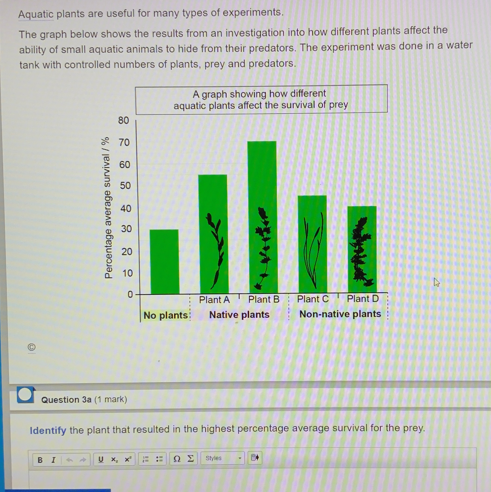 Aquatic plants are useful for many types of experiments.
The graph below shows the results from an investigation into how different plants affect the
ability of small aquatic animals to hide from their predators. The experiment was done in a water
tank with controlled numbers of plants, prey and predators.
A graph showing how different
aquatic plants affect the survival of prey
Percentage average survival / %
80
70
60
50
40
30
20
10
0
Plant A Plant B Plant C Plant D
No plants Native plants Non-native plants
©
Question 3a (1 mark)
Identify the plant that resulted in the highest percentage average survival for the prey.
B I U x₂ x² Ω Σ Styles